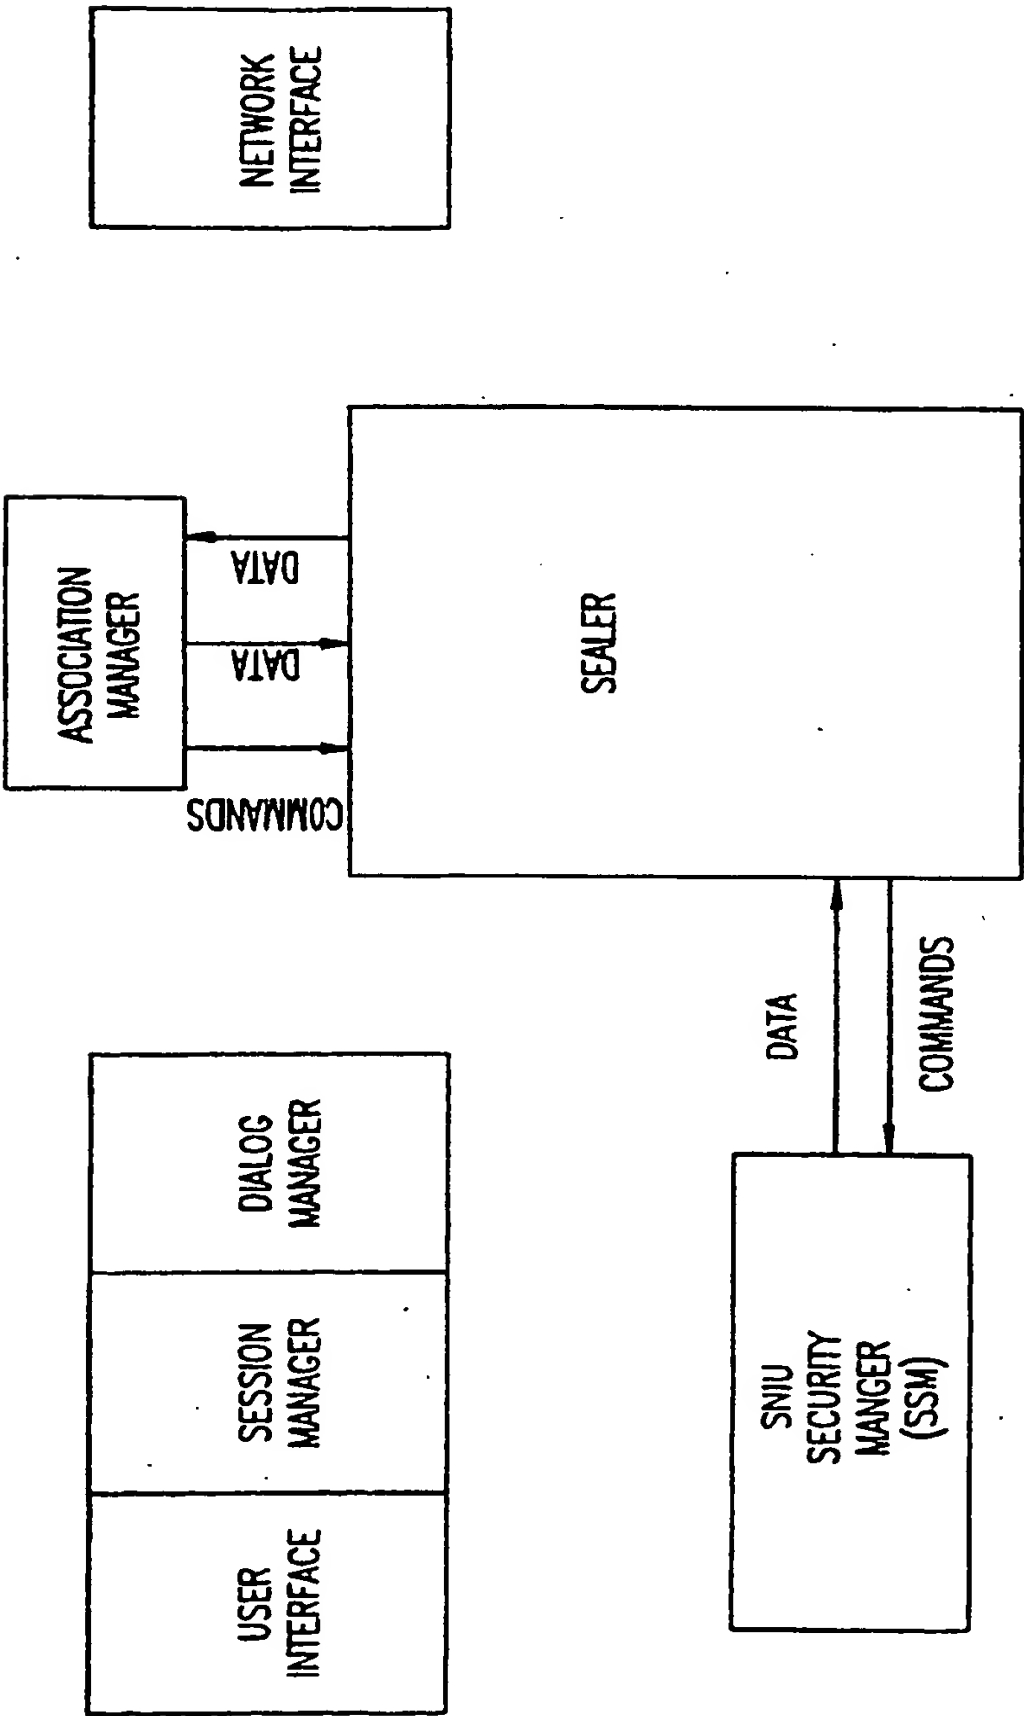 USER
INTERFACE
SESSION
MANAGER
DIALOG
MANAGER
ASSOCIATION
MANAGER
NETWORK
INTERFACE
COMMANDS
DATA
DATA
SEALER
SNIU
SECURITY
MANGER
(SSM)
DATA
COMMANDS